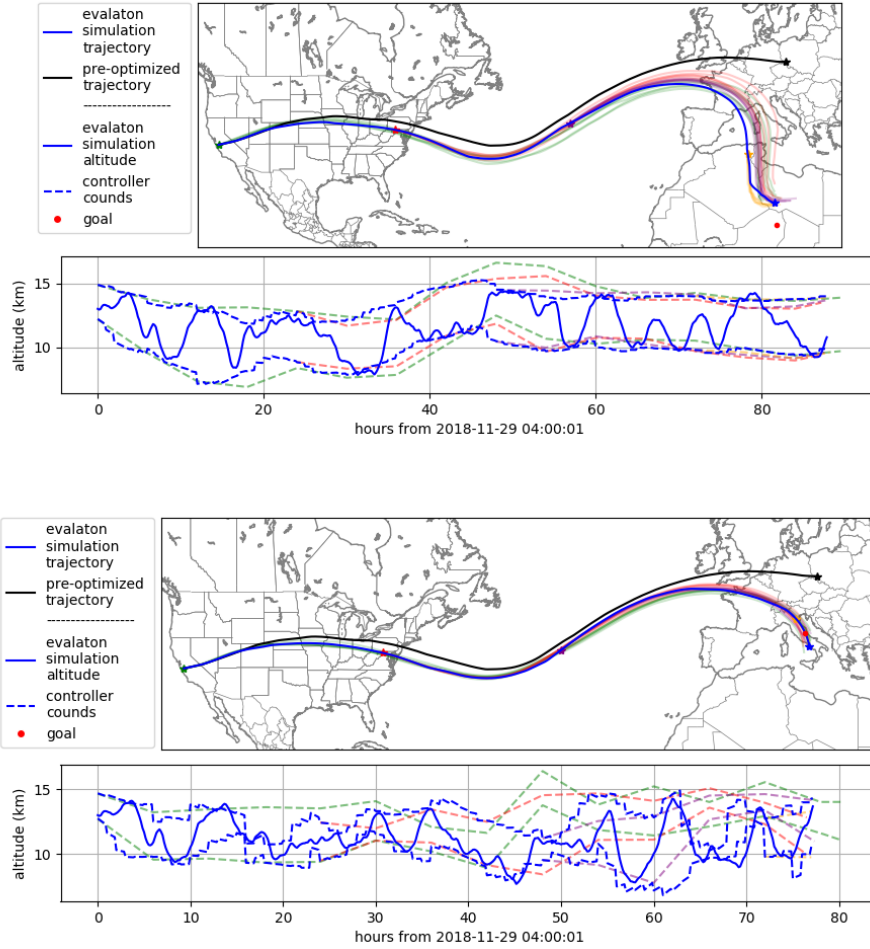 evalaton
simulation
trajectory
pre-optimized
trajectory
------------------
evalaton
simulation
altitude
controller
counds
goal
15
10
altitude (km)
0 20 40 60 80
hours from 2018-11-29 04:00:01
evalaton
simulation
trajectory
pre-optimized
trajectory
------------------
evalaton
simulation
altitude
controller
counds
goal
15
10
altitude (km)
0 10 20 30 40 50 60 70 80
hours from 2018-11-29 04:00:01